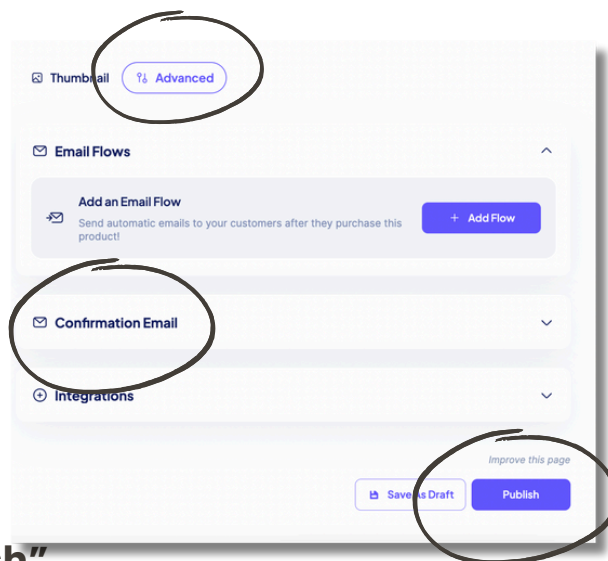 Thumbnail Advanced
Email Flows
Add an Email Flow
Send automatic emails to your customers after they purchase this
product!
+ Add Flow
Confirmation Email
Integrations
Improve this page
Save As Draft Publish